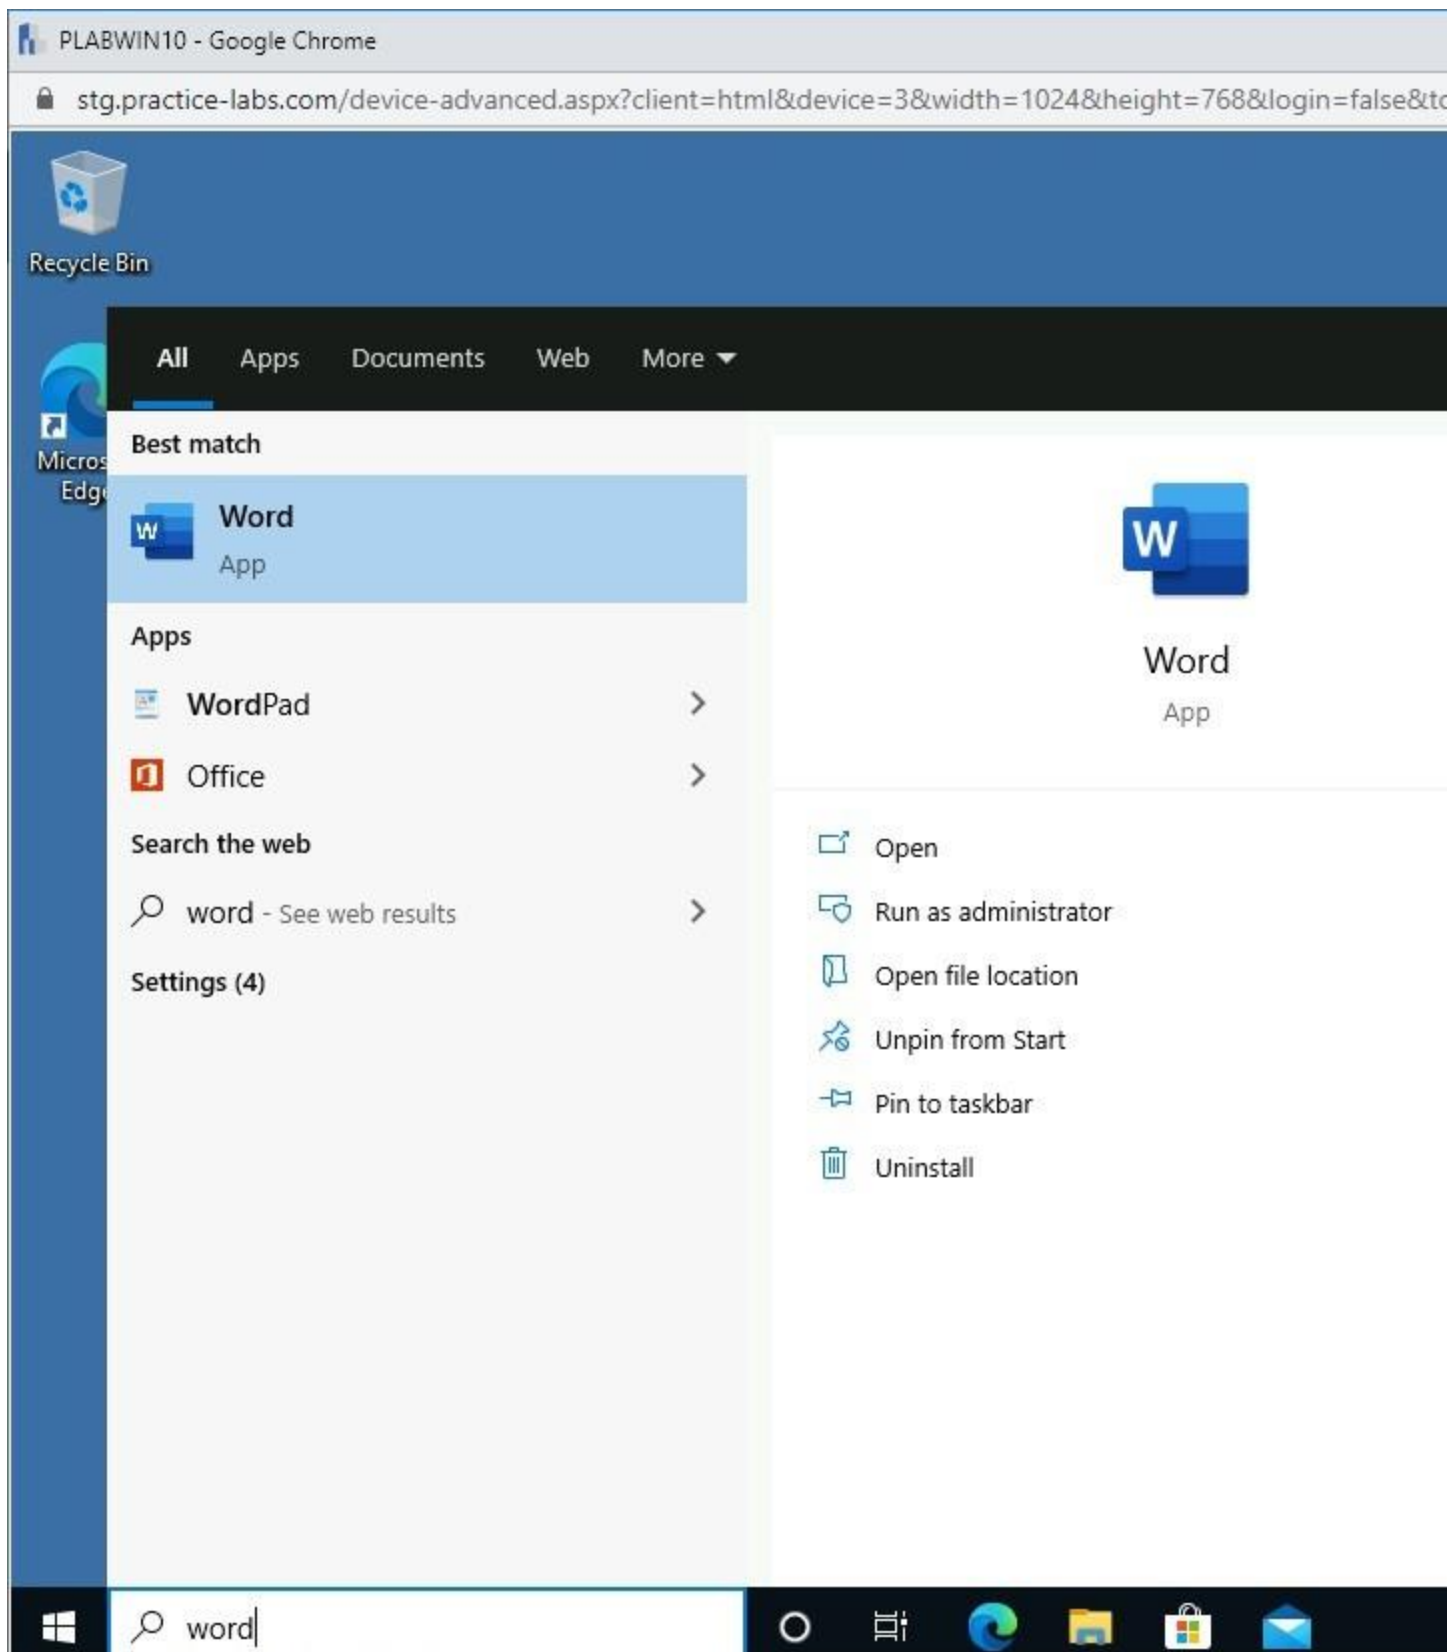 PLABWIN10 - Google Chrome
stg.practice-labs.com/device-advanced.aspx?client=html&device=3&width=1024&height=768&login=false&to
Recycle Bin
Micros
Edge
All Apps Documents Web More
Best match
Word
App
Apps
WordPad
Office
Search the web
word - See web results
Settings (4)
W
Word
App
Open
Run as administrator
Open file location
Unpin from Start
Pin to taskbar
Uninstall
word